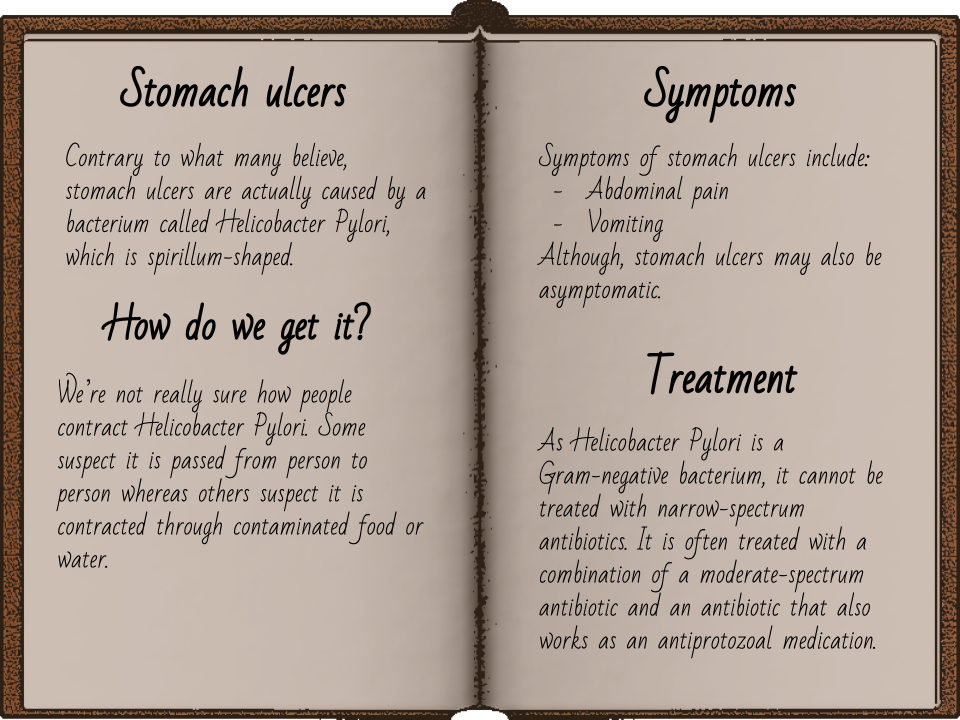 Stomach ulcers
Contrary to what many believe,
stomach ulcers are actually caused by a
bacterium called Helicobacter Pylori,
which is spirillum-shaped.
How do we get it?
We’re not really sure how people
contract Helicobacter Pylori. Some
suspect it is passed from person to
person whereas others suspect it is
contracted through contaminated food or
water.
Symptoms
Symptoms of stomach ulcers include:
- Abdominal pain
- Vomiting
Although, stomach ulcers may also be
asymptomatic.
Treatment
As Helicobacter Pylori is a
Gram-negative bacterium, it cannot be
treated with narrow-spectrum
antibiotics. It is often treated with a
combination of a moderate-spectrum
antibiotic and an antibiotic that also
works as an antiprotozoal medication.